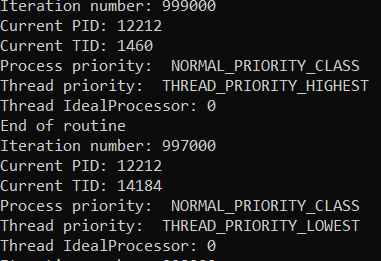 Iteration number: 999000
Current PID: 12212
Current TID: 1460
Process priority:  NORMAL_PRIORITY_CLASS
Thread priority:  THREAD_PRIORITY_HIGHEST
Thread IdealProcessor: 0
End of routine
Iteration number: 997000
Current PID: 12212
Current TID: 14184
Process priority:  NORMAL_PRIORITY_CLASS
Thread priority:  THREAD_PRIORITY_LOWEST
Thread IdealProcessor: 0